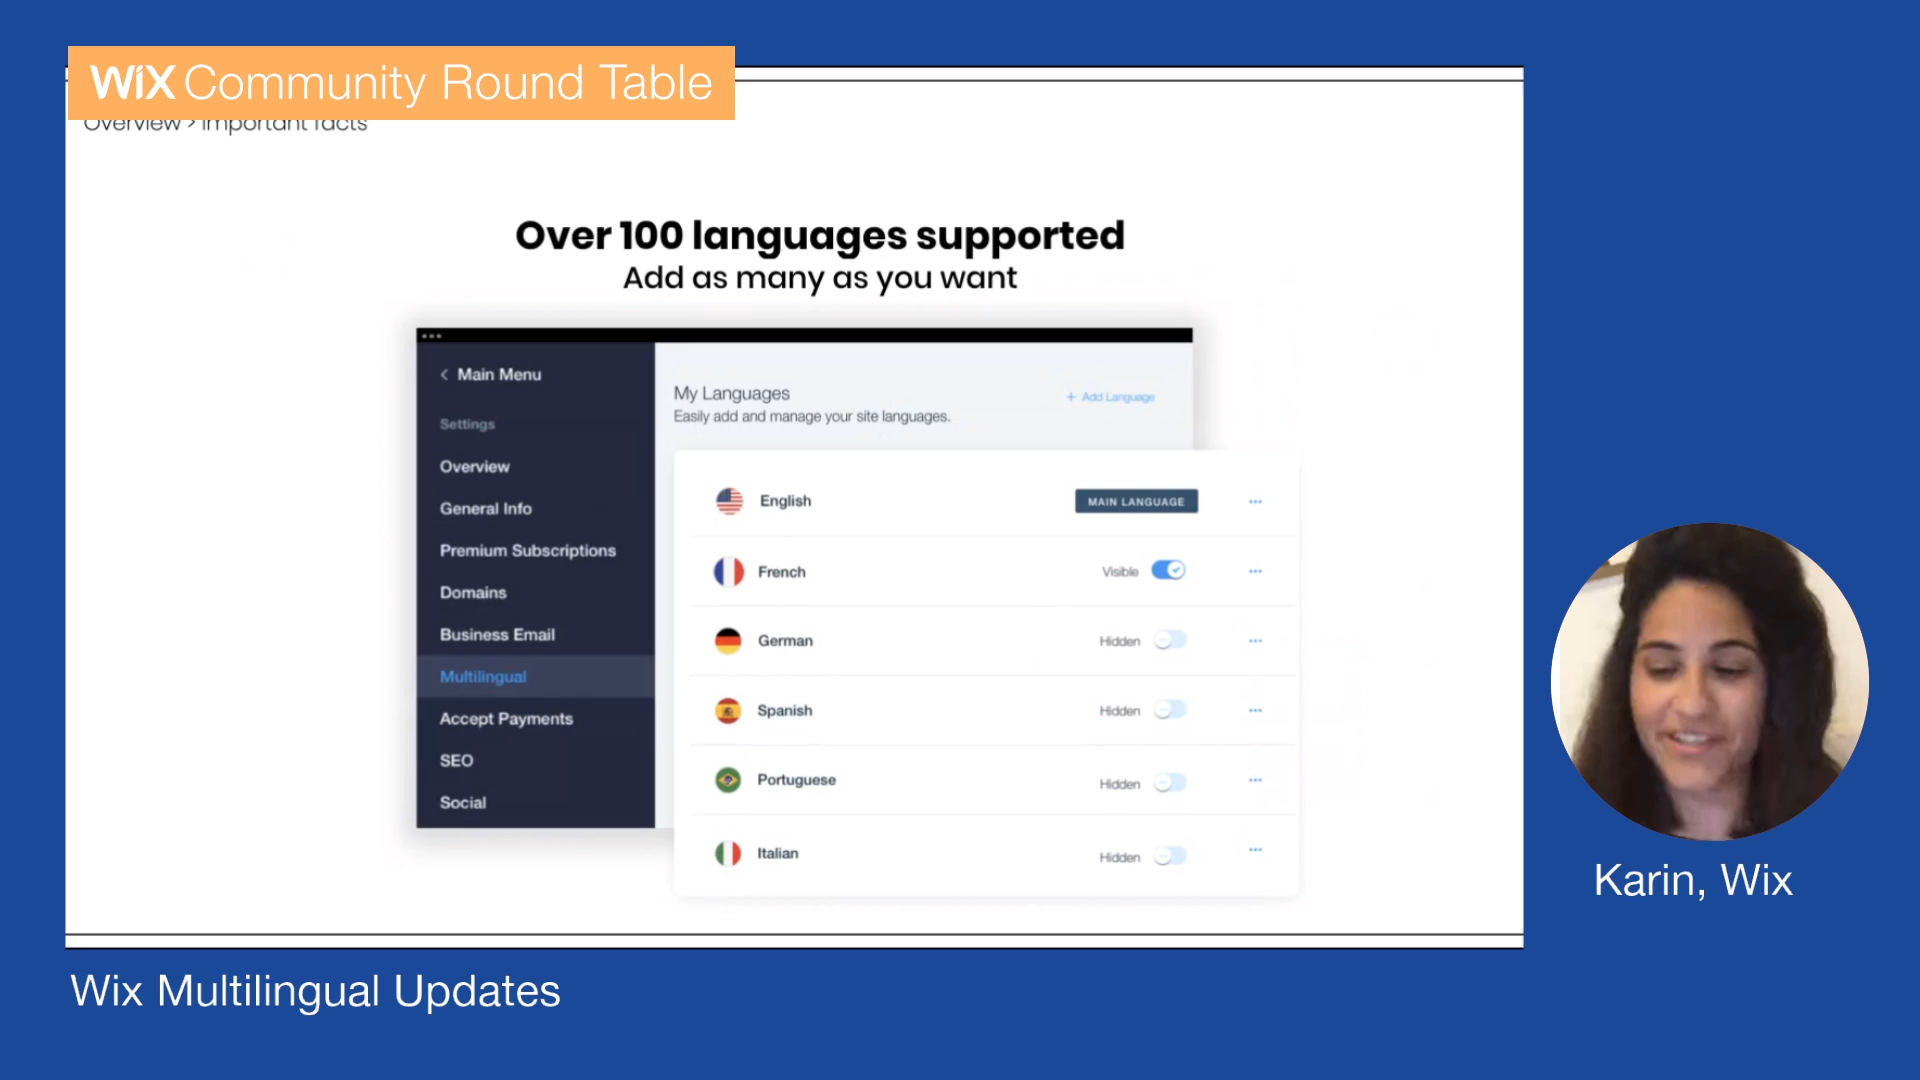 WiX Community Round Table
Overview > Important facts
Over 100 languages supported
Add as many as you want
< Main Menu
Settings
Overview
General Info
Premium Subscriptions
Domains
Business Email
Multilingual
Accept Payments
SEO
Social
My Languages
Easily add and manage your site languages.
+ Add Language
English MAIN LANGUAGE
French Visible
German Hidden
Spanish Hidden
Portuguese Hidden
Italian Hidden
Karin, Wix
Wix Multilingual Updates